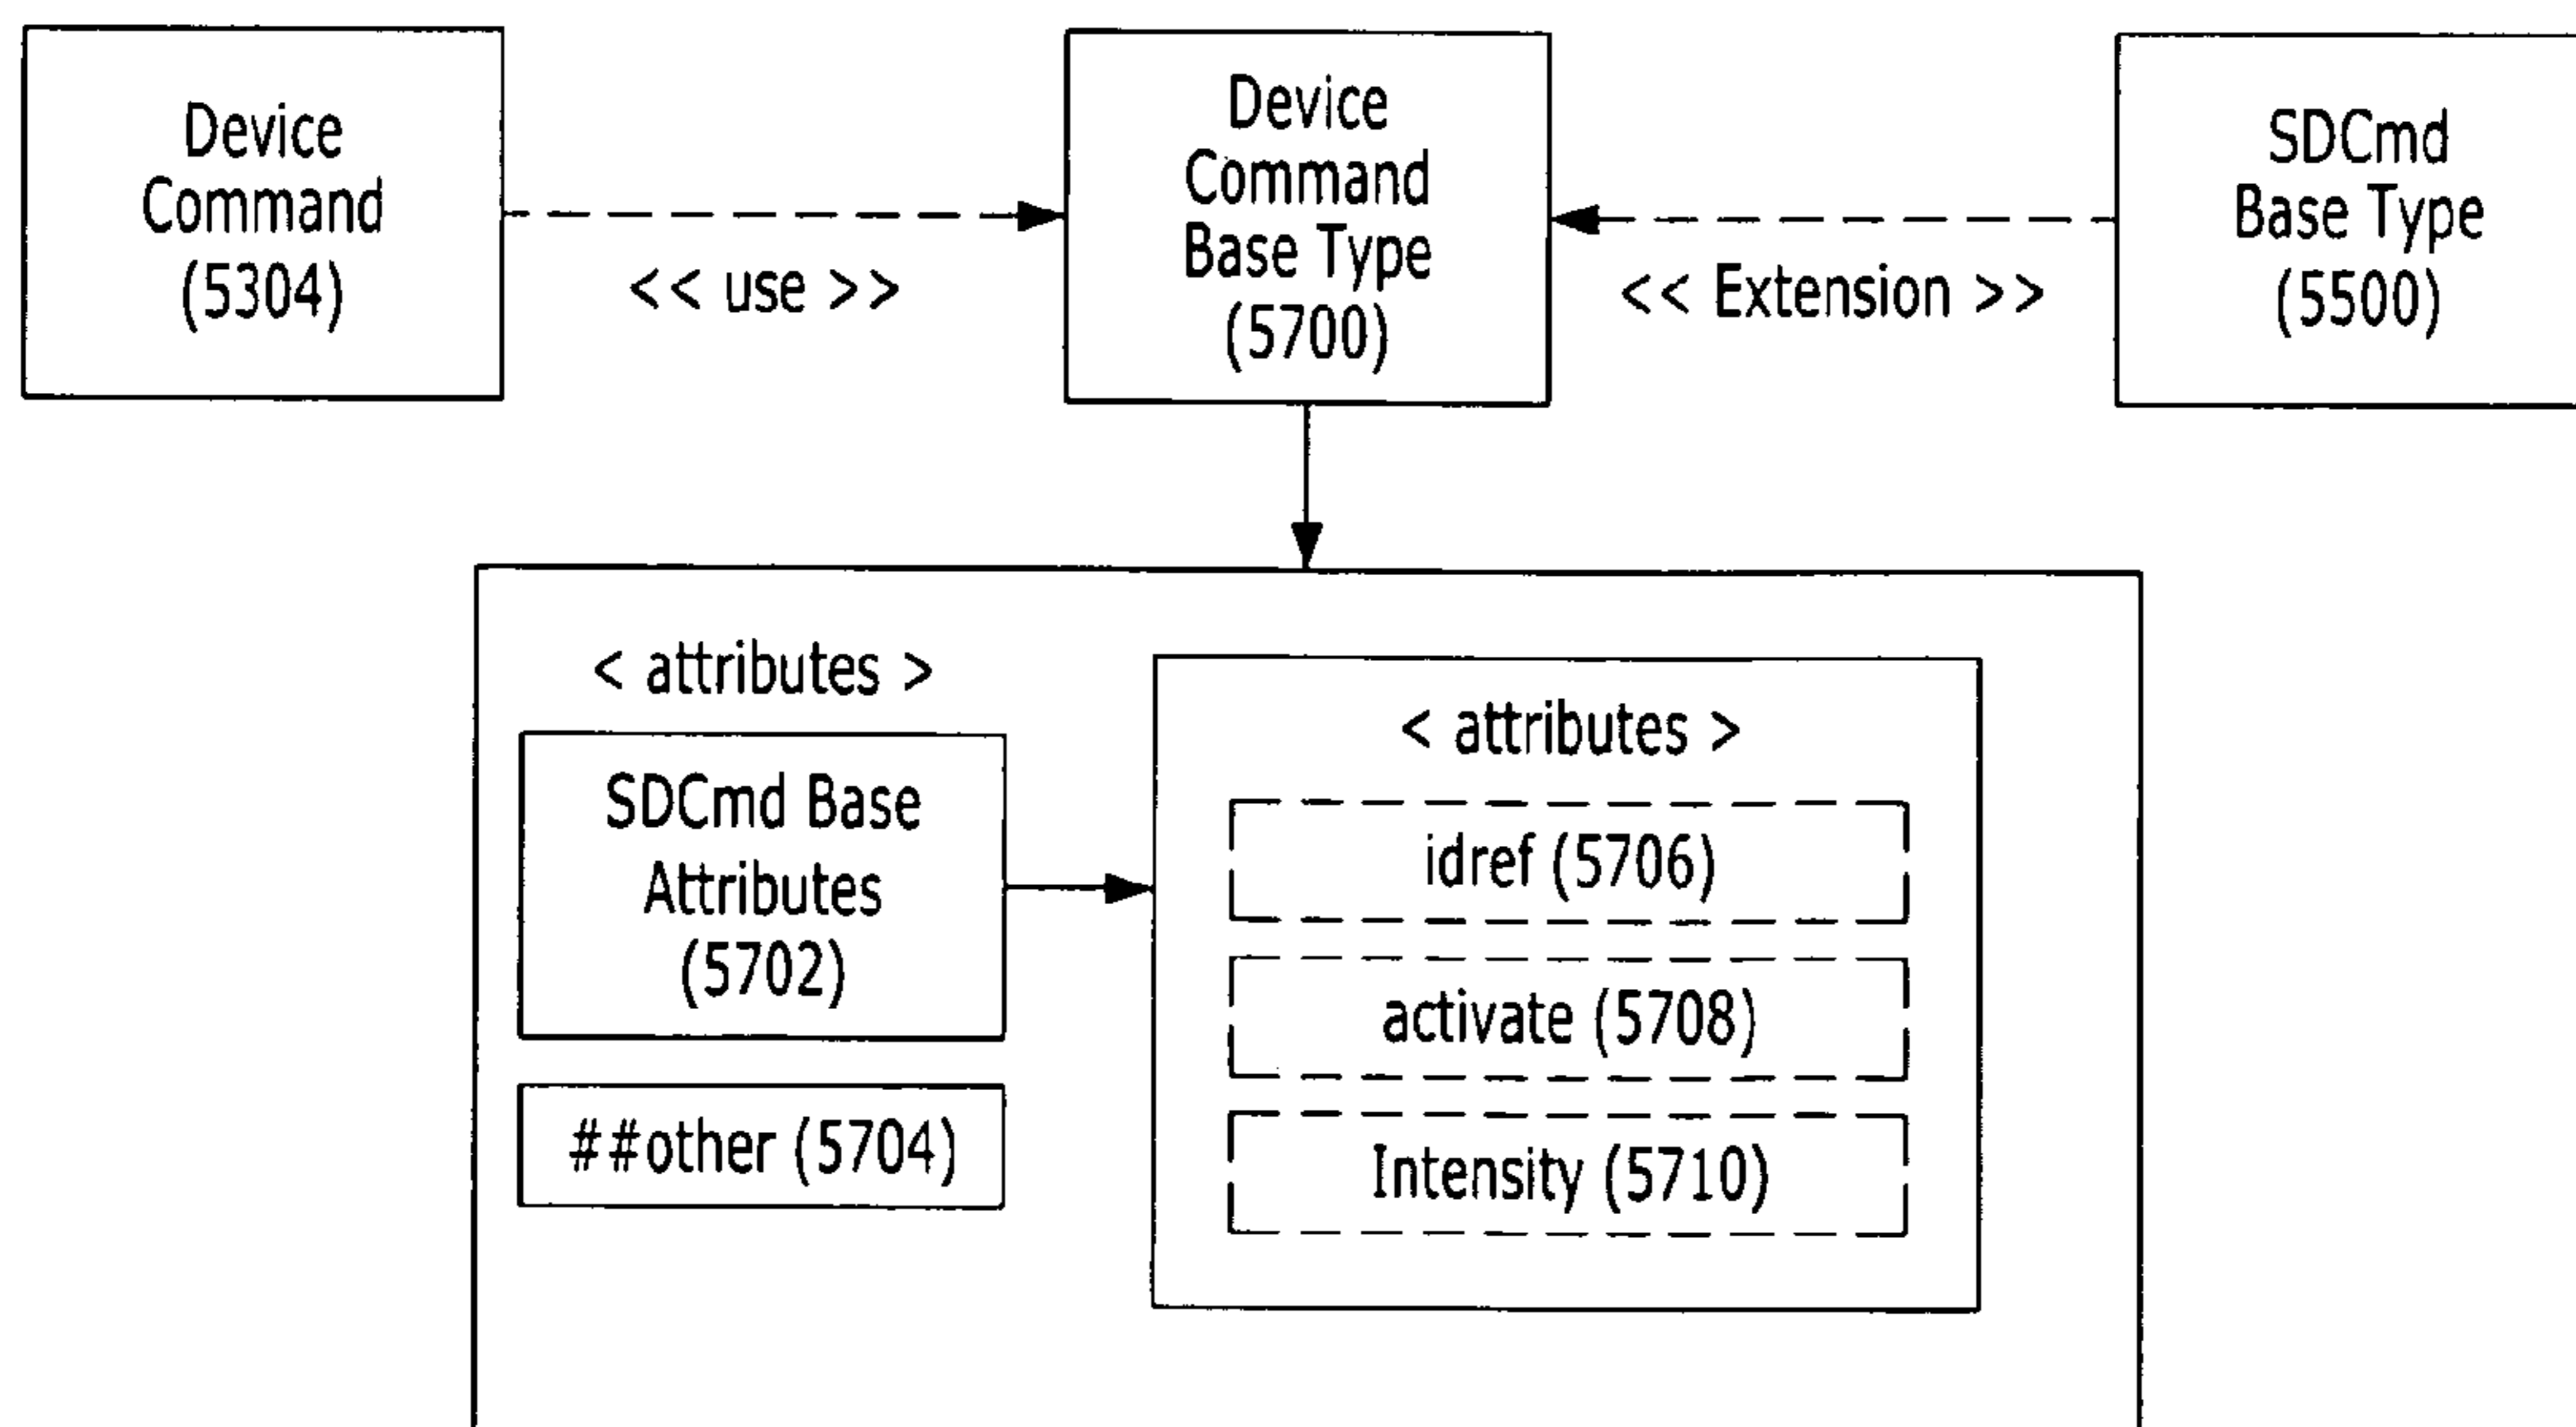 Device
Command
(5304)
<< use >>
Device
Command
Base Type
(5700)
<< Extension >>
SDCmd
Base Type
(5500)
< attributes >
SDCmd Base
Attributes
(5702)
##other (5704)
< attributes >
idref (5706)
activate (5708)
Intensity (5710)